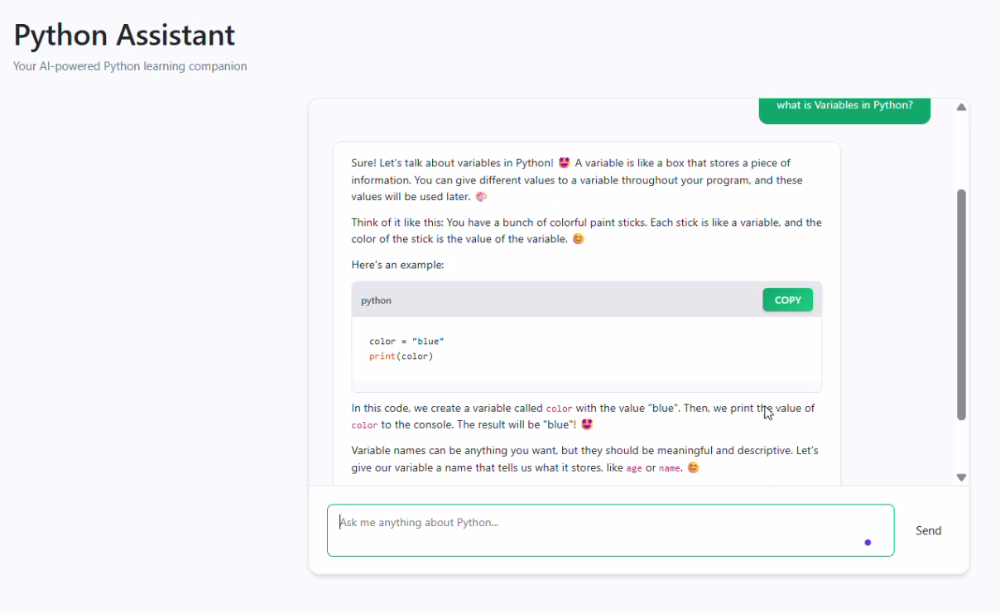 Python Assistant
Your AI-powered Python learning companion
what is Variables in Python?
Sure! Let's talk about variables in Python! 🤩 A variable is like a box that stores a piece of
information. You can give different values to a variable throughout your program, and these
values will be used later. 🎨
Think of it like this: You have a bunch of colorful paint sticks. Each stick is like a variable, and the
color of the stick is the value of the variable. 😊
Here's an example:
python
COPY
color = "blue"
print(color)
In this code, we create a variable called color with the value "blue". Then, we print the value of
color to the console. The result will be "blue"! 🤩
Variable names can be anything you want, but they should be meaningful and descriptive. Let's
give our variable a name that tells us what it stores, like age or name. 😊
Ask me anything about Python...
Send